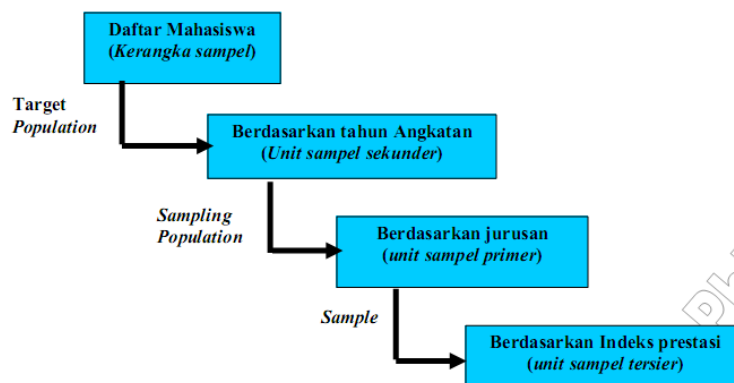 Daftar Mahasiswa
(Kerangka sampel)
Target
Population
Berdasarkan tahun Angkatan
(Unit sampel sekunder)
Sampling
Population
Berdasarkan jurusan
(unit sampel primer)
Sample
Berdasarkan Indeks prestasi
(unit sampel tersier)